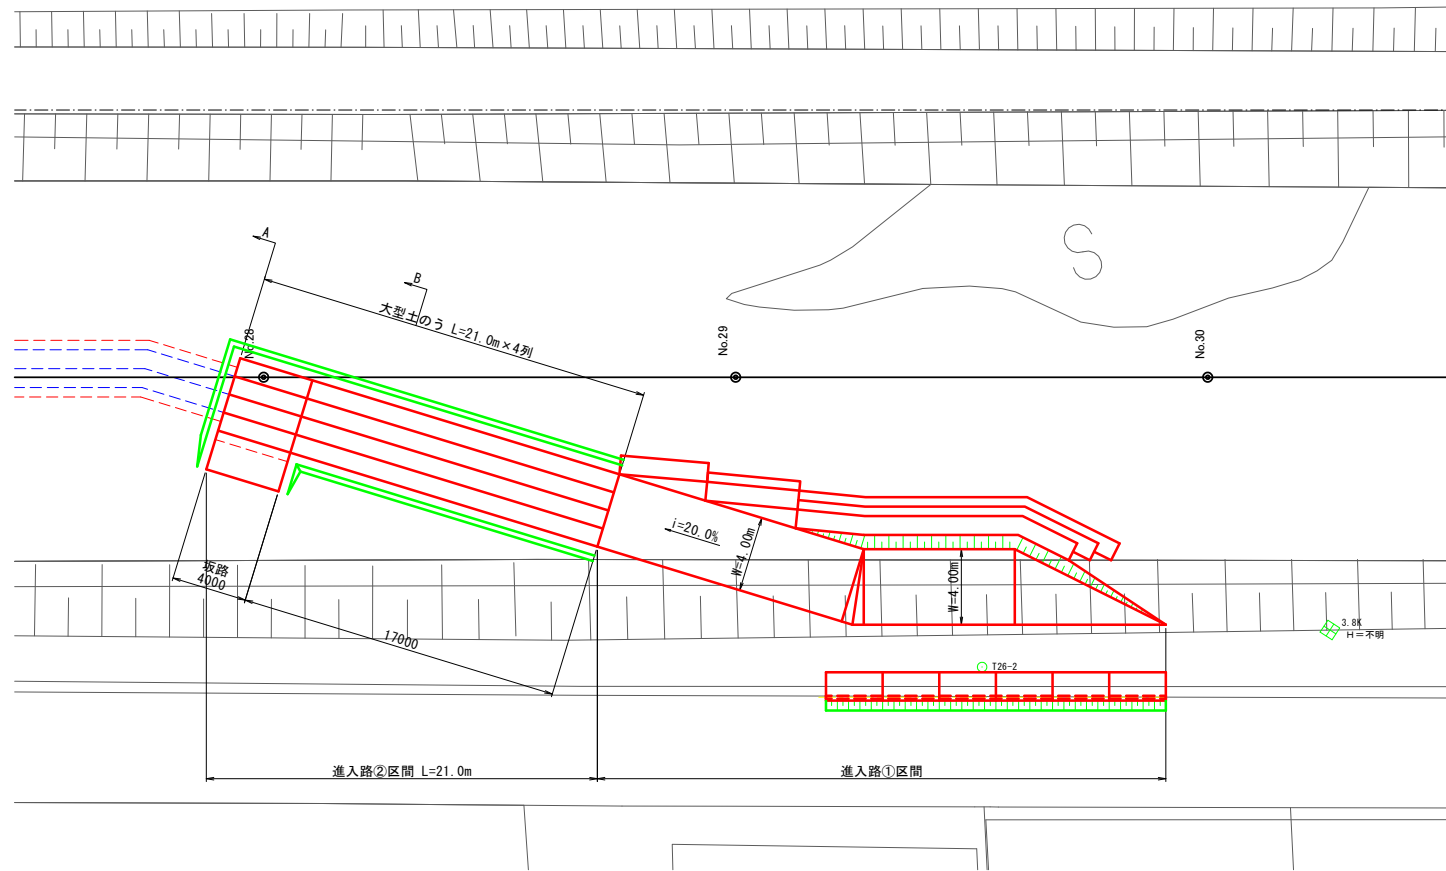 A
B
大型土のう L=21.0m×4列
No.28
No.29
No.30
S
i=20.0%
W=4.00m
W=4.00m
坂路
4000
17000
3.8K
H=不明
T26-2
進入路②区間 L=21.0m
進入路①区間